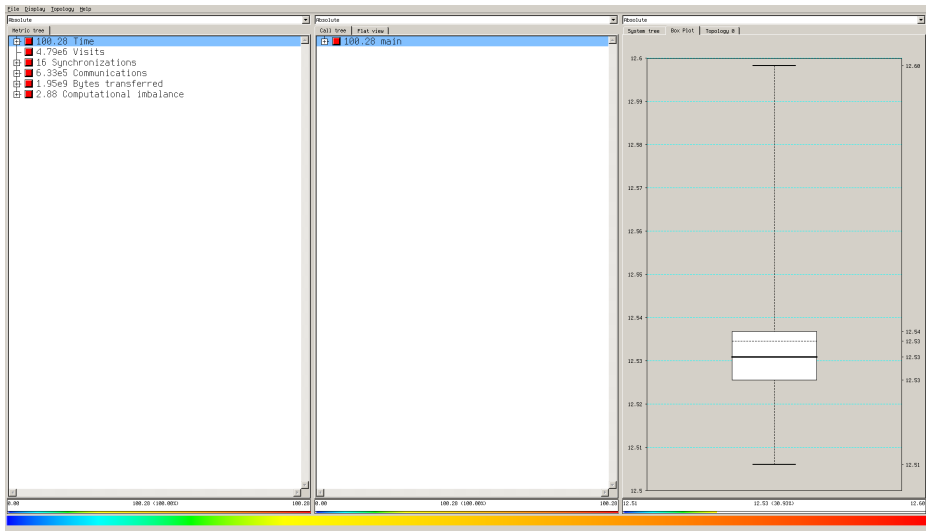 File Display Topology Help
Absolute
Metric tree
100.28 Time
4.79e6 Visits
16 Synchronizations
6.33e5 Communications
1.95e9 Bytes transferred
2.88 Computational imbalance
0.00 100.28 (100.00%) 100.28
Absolute
Call tree Flat view
100.28 main
0.00 100.28 (100.00%) 100.28
Absolute
System tree Box Plot Topology 0
12.6
12.59
12.58
12.57
12.56
12.55
12.54
12.53
12.52
12.51
12.5
12.60
12.54
12.53
12.53
12.53
12.51
12.51 12.53 (30.93%) 12.60